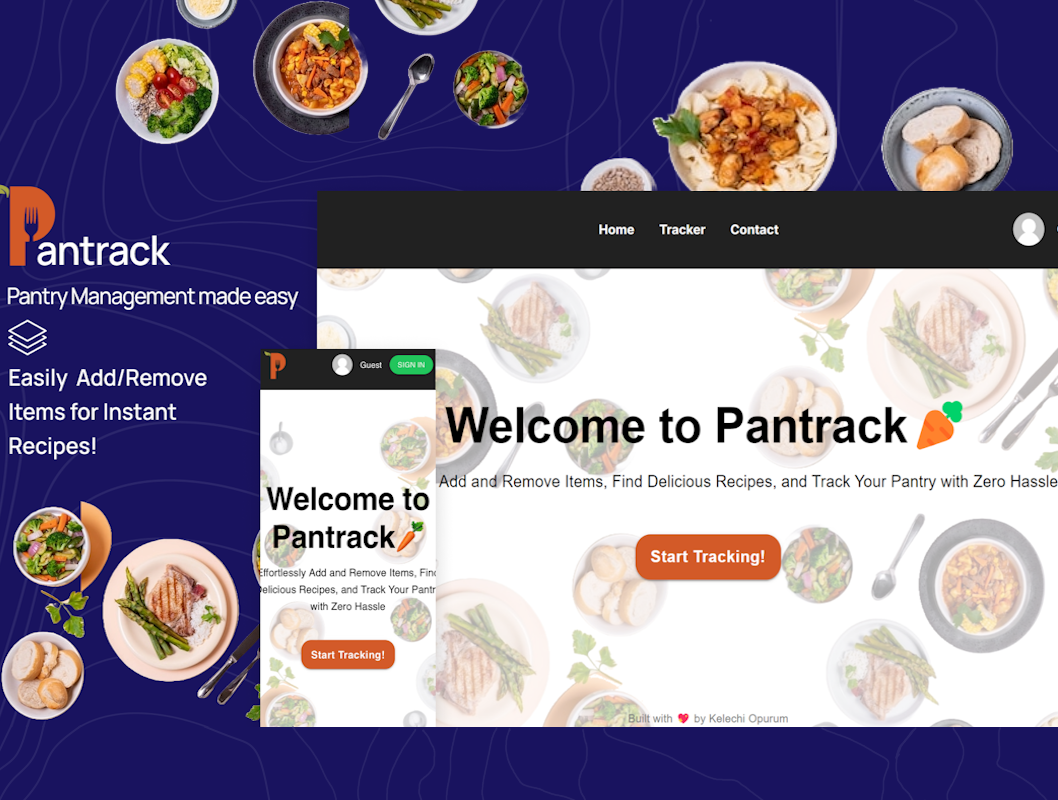 Pantrack
Pantry Management made easy
Easily Add/Remove
Items for Instant
Recipes!
Home Tracker Contact
Welcome to Pantrack🥕
Add and Remove Items, Find Delicious Recipes, and Track Your Pantry with Zero Hassle
Start Tracking!
Built with 💖 by Kelechi Opurum
Guest SIGN IN
Welcome to
Pantrack🥕
Effortlessly Add and Remove Items, Find
Delicious Recipes, and Track Your Pantry
with Zero Hassle
Start Tracking!